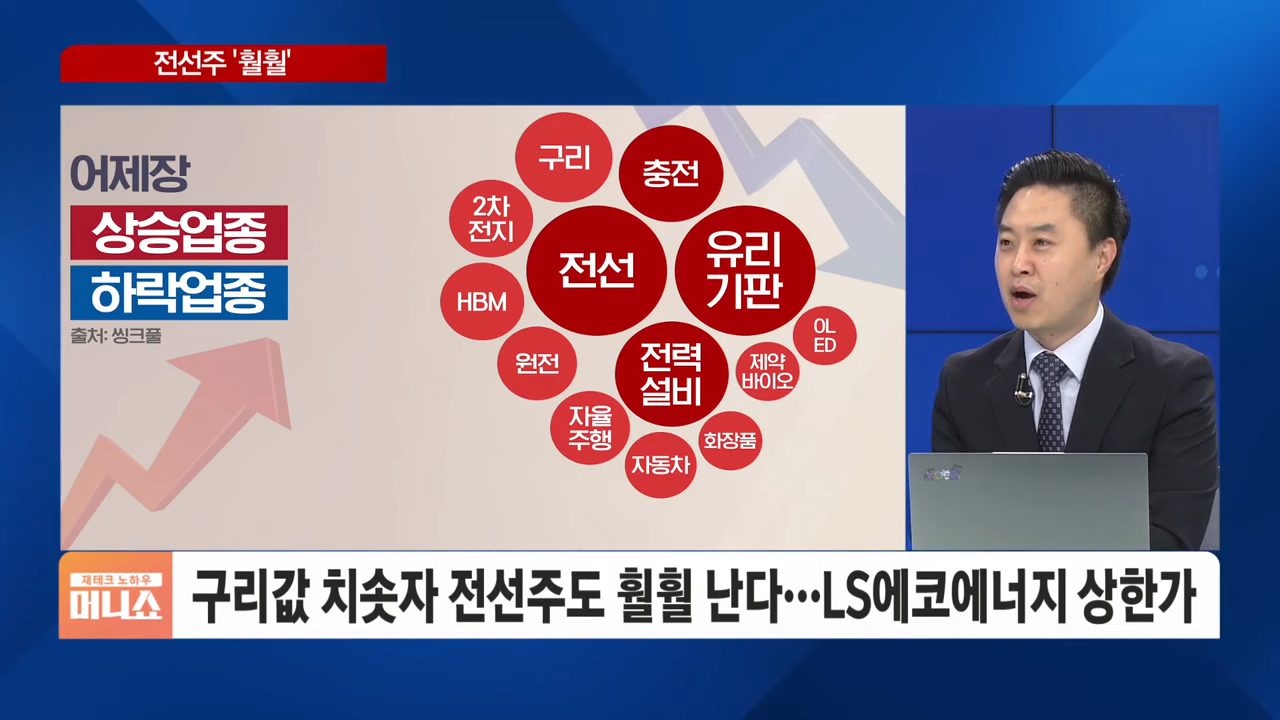 전선주 '훨훨'
어제장
상승업종
하락업종
출처: 씽크풀
구리
충전
2차
전지
전선
유리
기판
HBM
OL
ED
원전
전력
설비
제약
바이오
자율
주행
화장품
자동차
재테크 노하우
머니쇼
구리값 치솟자 전선주도 훨훨 난다…LS에코에너지 상한가